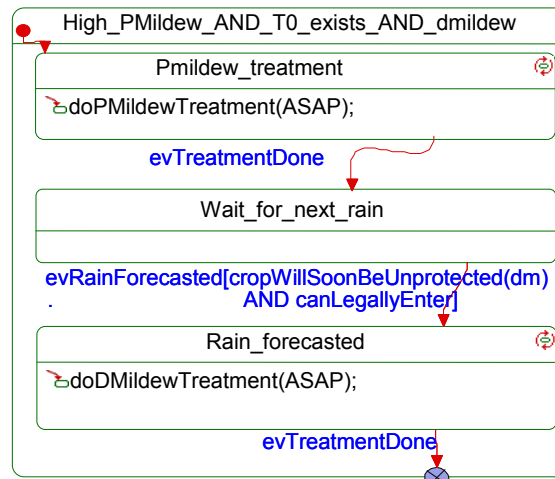 High_PMildew_AND_T0_exists_AND_dmildew
Pmildew_treatment
doPMildewTreatment(ASAP);
evTreatmentDone
Wait_for_next_rain
evRainForecasted[cropWillSoonBeUnprotected(dm)
. AND canLegallyEnter]
Rain_forecasted
doDMildewTreatment(ASAP);
evTreatmentDone